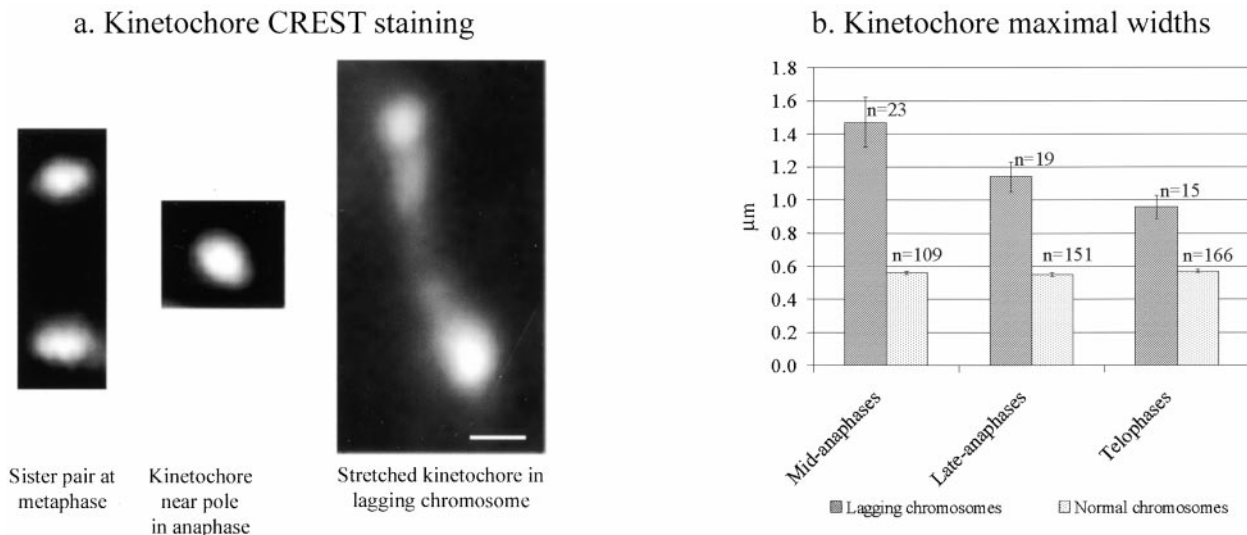 a. Kinetochore CREST staining
Sister pair at
metaphase
Kinetochore
near pole
in anaphase
Stretched kinetochore in
lagging chromosome
b. Kinetochore maximal widths
1.8
1.6
1.4
1.2
1.0
0.8
0.6
0.4
0.2
0.0
μm
n=23
n=109
n=19
n=151
n=15
n=166
Mid-anaphases
Late-anaphases
Telophases
Lagging chromosomes
Normal chromosomes